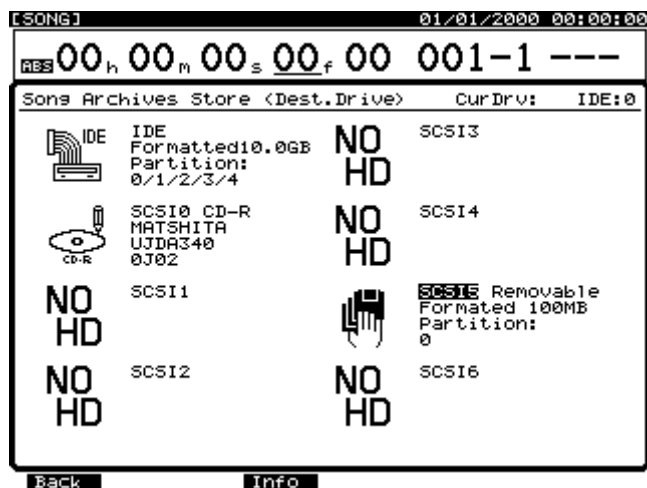 [SONG] 01/01/2000 00:00:00
ABS 00h 00m 00s 00f 00 001-1 ---
Song Archives Store (Dest.Drive) CurDrv: IDE:0
IDE
IDE
Formatted10.0GB
Partition:
0/1/2/3/4
NO
HD
SCSI3
CD-R
SCSI0 CD-R
MATSHITA
UJDA340
0J02
NO
HD
SCSI4
NO
HD
SCSI1
SCSI5 Removable
Formated 100MB
Partition:
0
NO
HD
SCSI2
NO
HD
SCSI6
Back Info